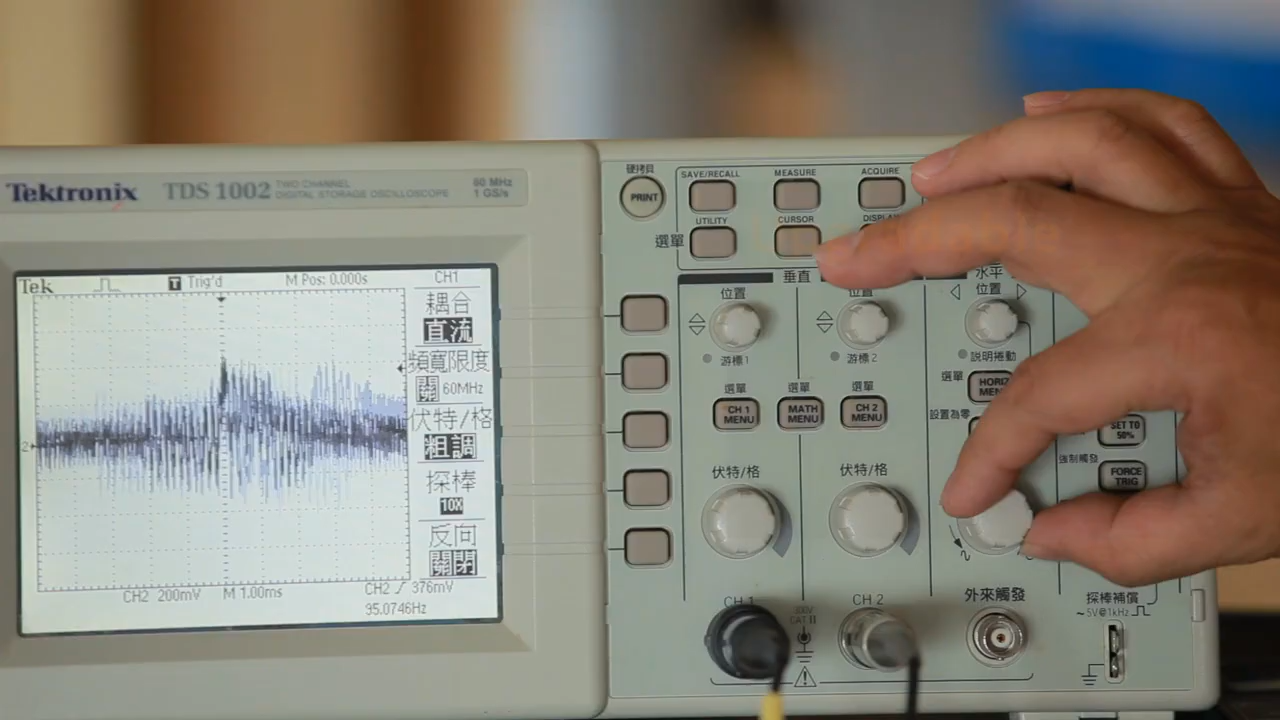 Tektronix TDS 1002 TWO CHANNEL
DIGITAL STORAGE OSCILLOSCOPE
60 MHz
1 GS/s
Tek Trig'd M Pos: 0.000s CH1
耦合
直流
頻寬限度
關 60MHz
伏特/格
粗調
探棒
10X
反向
關閉
2
CH2 200mV M 1.00ms CH2 376mV
95.0746Hz
硬拷貝
PRINT
SAVE/RECALL MEASURE ACQUIRE
選單
UTILITY CURSOR DISPLAY
垂直
水平
位置 位置 位置
游標1 游標2 説明捲動
選單 選單 選單 選單
CH 1 MENU
MATH MENU
CH 2 MENU
HORIZ MENU
設置為零
SET TO 50%
強制觸發
FORCE TRIG
伏特/格 伏特/格
CH 1 CH 2 外來觸發
300V
CAT II
探棒補償
~5V@1kHz